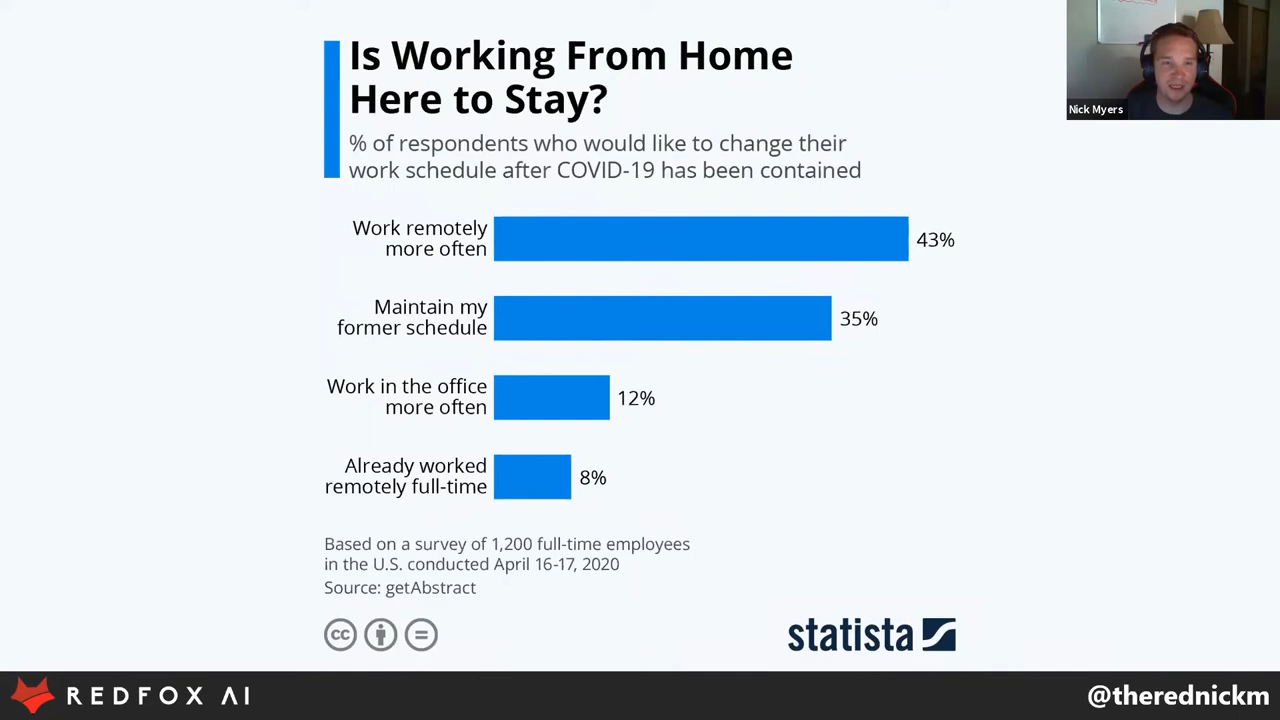 Is Working From Home
Here to Stay?
% of respondents who would like to change their
work schedule after COVID-19 has been contained
Nick Myers
Work remotely
more often
43%
Maintain my
former schedule
35%
Work in the office
more often
12%
Already worked
remotely full-time
8%
Based on a survey of 1,200 full-time employees
in the U.S. conducted April 16-17, 2020
Source: getAbstract
cc
statista
REDFOX AI
@therednickm